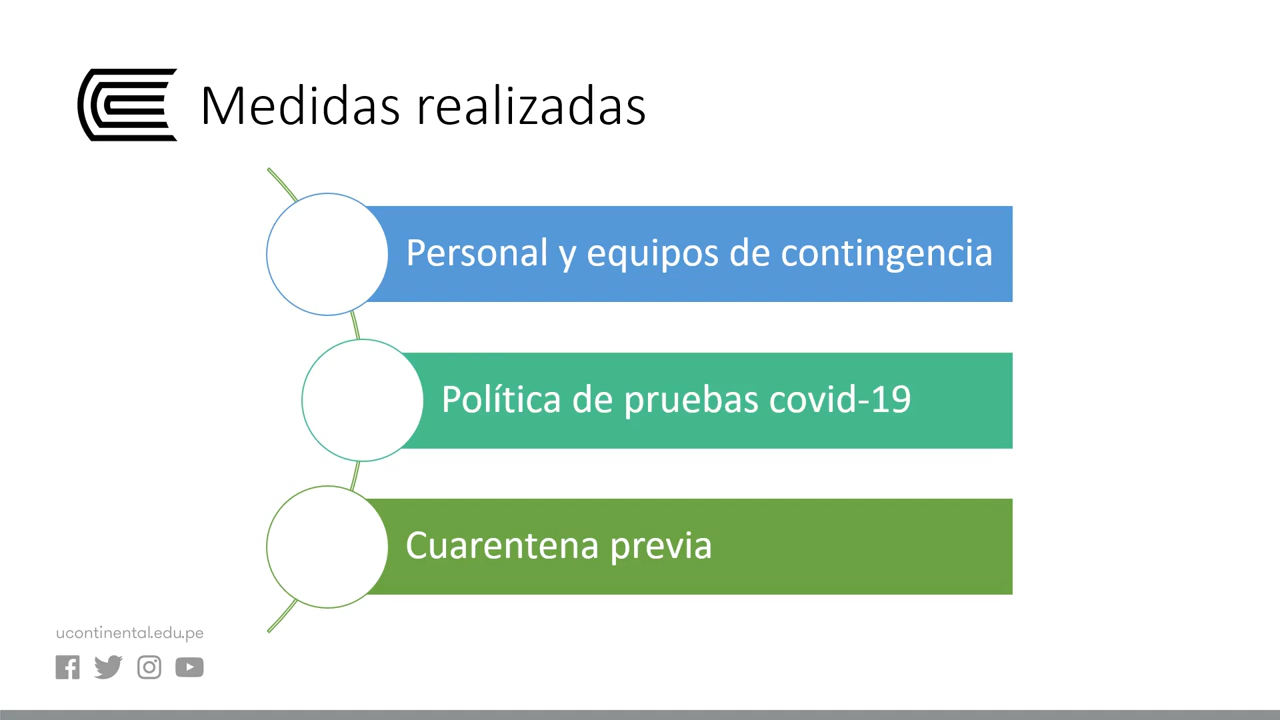 Medidas realizadas
Personal y equipos de contingencia
Política de pruebas covid-19
Cuarentena previa
ucontinental.edu.pe